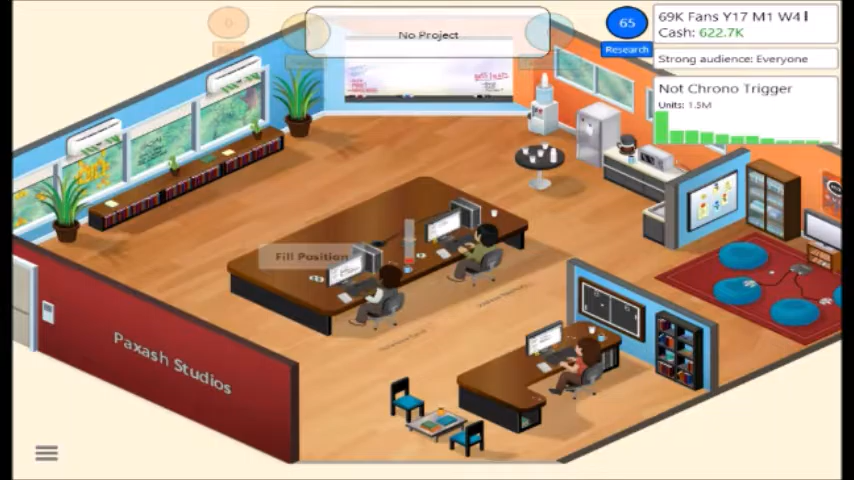 No Project
65
Research
69K Fans Y17 M1 W4
Cash: 622.7K
Strong audience: Everyone
Not Chrono Trigger
Units: 1.5M
Fill Position
Paxash Studios